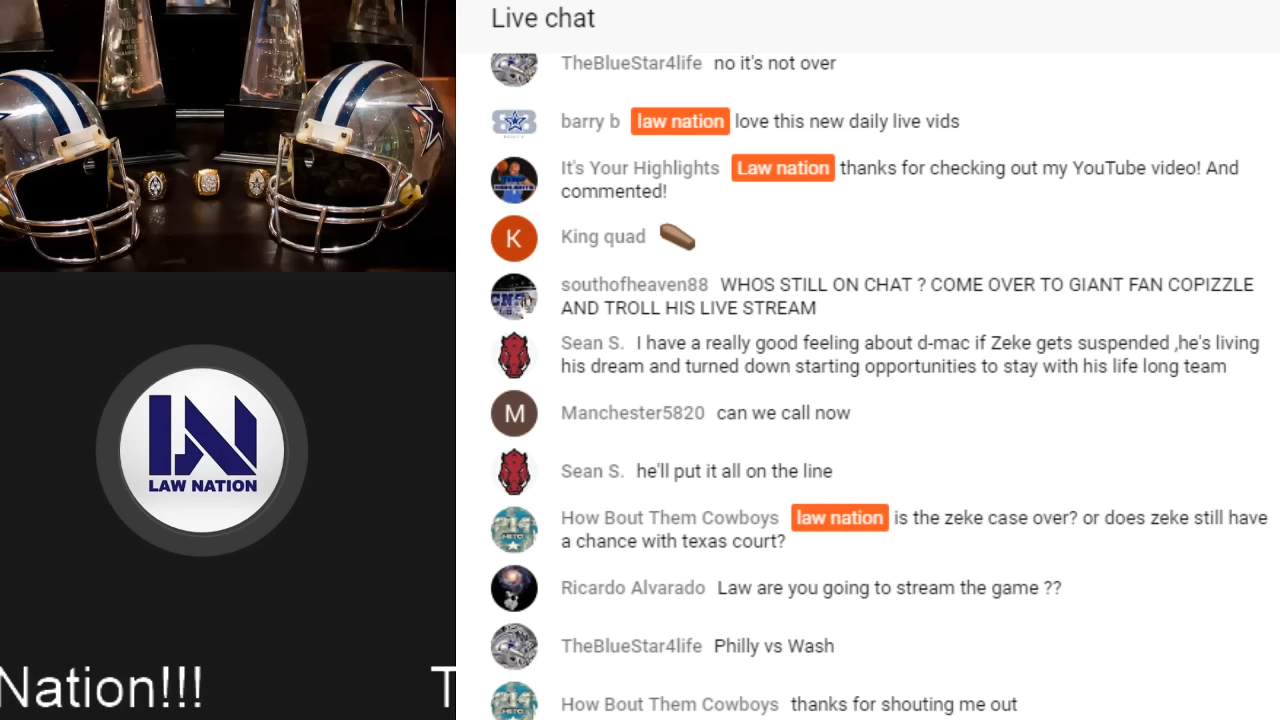 Live chat
TheBlueStar4life no it's not over
barry b law nation love this new daily live vids
It's Your Highlights Law nation thanks for checking out my YouTube video! And
commented!
K King quad
southofheaven88 WHOS STILL ON CHAT ? COME OVER TO GIANT FAN COPIZZLE
AND TROLL HIS LIVE STREAM
Sean S. I have a really good feeling about d-mac if Zeke gets suspended ,he's living
his dream and turned down starting opportunities to stay with his life long team
M Manchester5820 can we call now
Sean S. he'll put it all on the line
How Bout Them Cowboys law nation is the zeke case over? or does zeke still have
a chance with texas court?
Ricardo Alvarado Law are you going to stream the game ??
TheBlueStar4life Philly vs Wash
How Bout Them Cowboys thanks for shouting me out
LN
LAW NATION
Nation!!! T